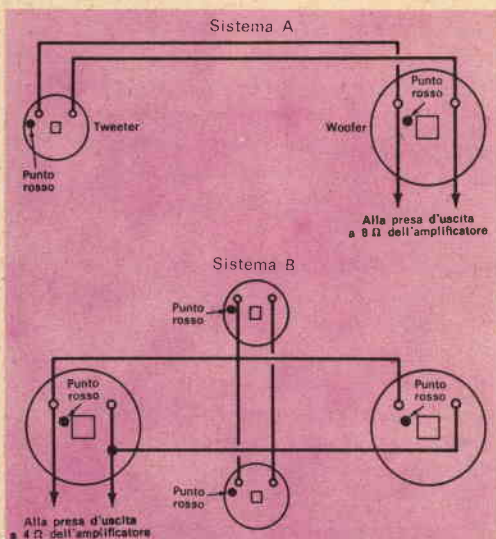 Sistema A
Tweeter
Punto
rosso
Woofer
Punto
rosso
Alla presa d'uscita
a 8 Ω dell'amplificatore
Sistema B
Punto
rosso
Punto
rosso
Punto
rosso
Punto
rosso
Alla presa d'uscita
a 4 Ω dell'amplificatore